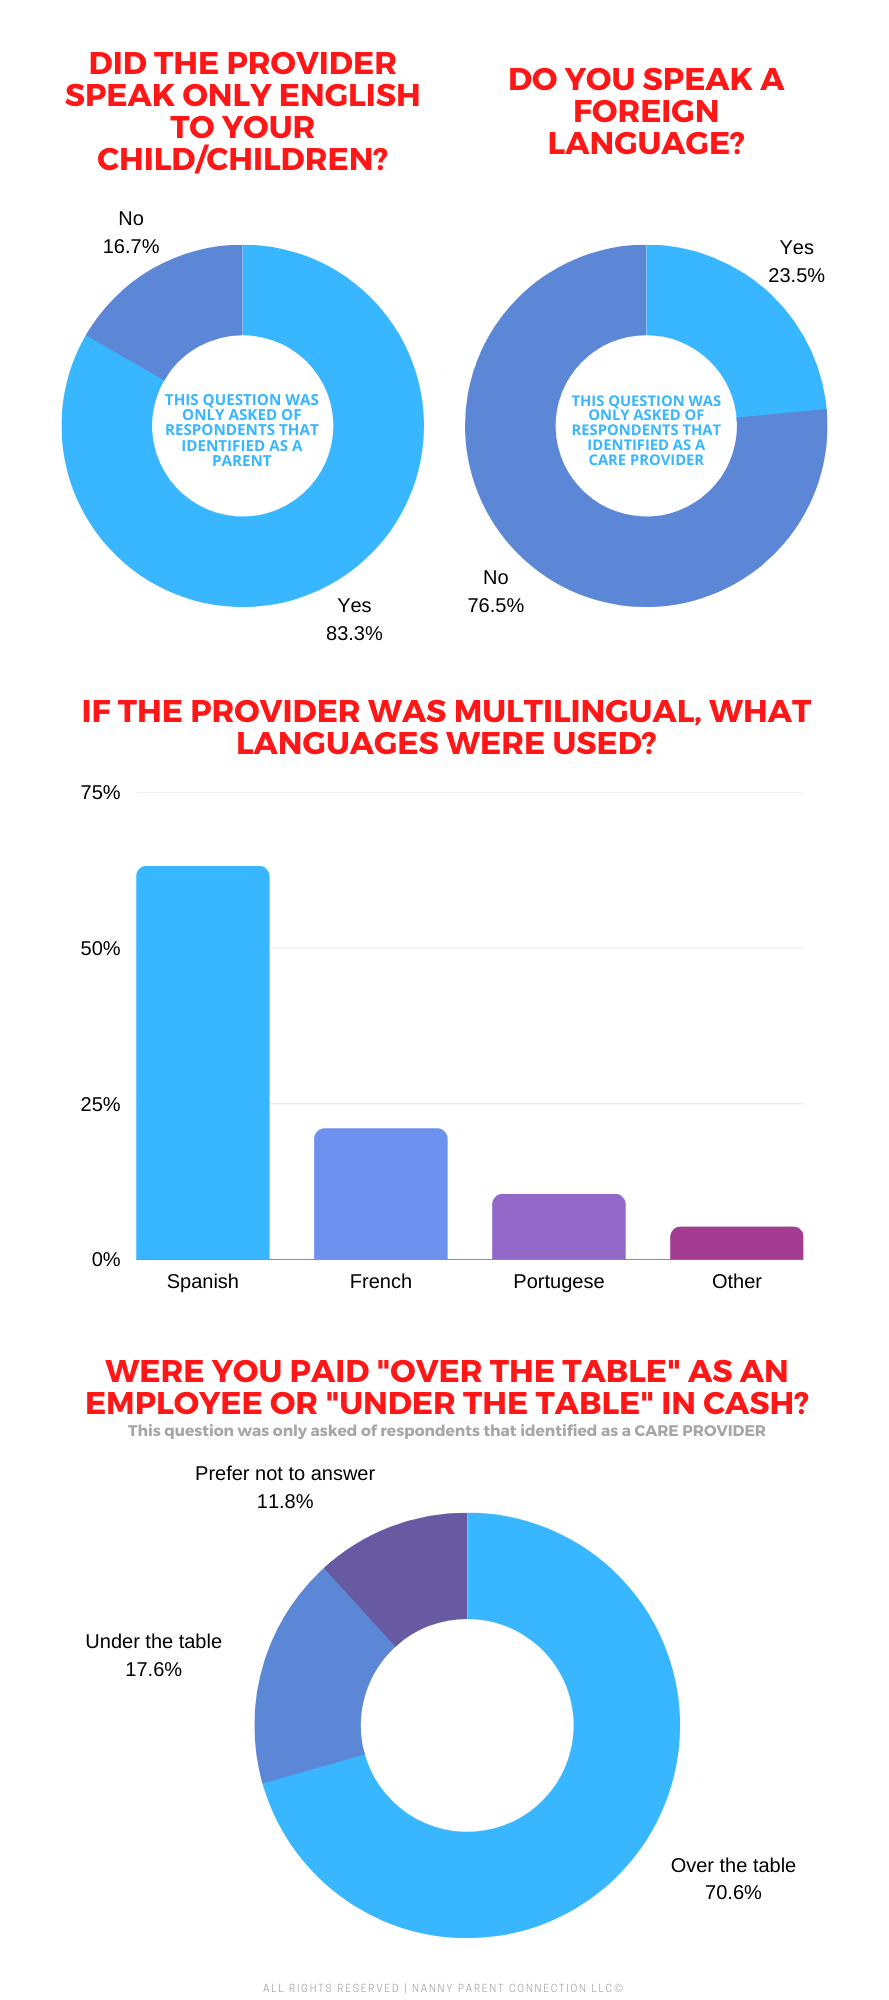 DID THE PROVIDER
SPEAK ONLY ENGLISH
TO YOUR
CHILD/CHILDREN?
No
16.7%
THIS QUESTION WAS
ONLY ASKED OF
RESPONDENTS THAT
IDENTIFIED AS A
PARENT
Yes
83.3%
DO YOU SPEAK A
FOREIGN
LANGUAGE?
Yes
23.5%
THIS QUESTION WAS
ONLY ASKED OF
RESPONDENTS THAT
IDENTIFIED AS A
CARE PROVIDER
No
76.5%
IF THE PROVIDER WAS MULTILINGUAL, WHAT
LANGUAGES WERE USED?
75%
50%
25%
0%
Spanish
French
Portugese
Other
WERE YOU PAID "OVER THE TABLE" AS AN
EMPLOYEE OR "UNDER THE TABLE" IN CASH?
This question was only asked of respondents that identified as a CARE PROVIDER
Prefer not to answer
11.8%
Under the table
17.6%
Over the table
70.6%
ALL RIGHTS RESERVED | NANNY PARENT CONNECTION LLC©